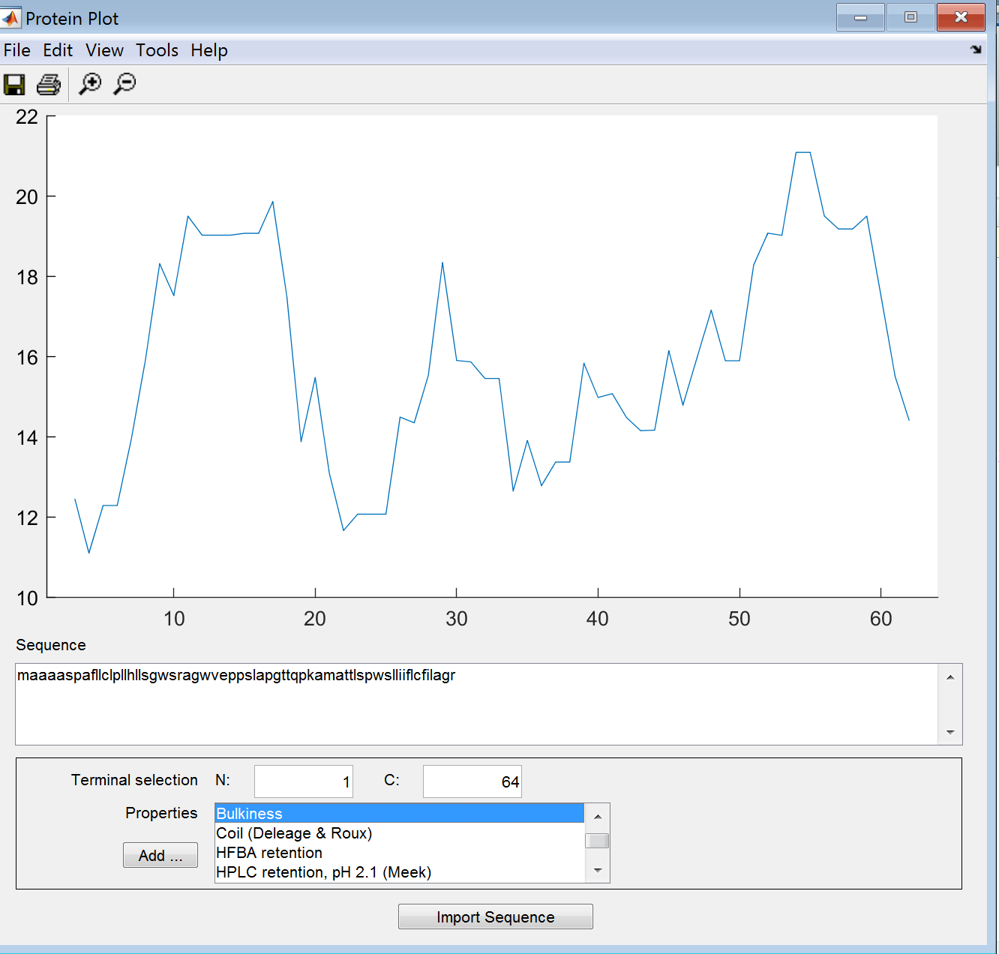 Protein Plot
File Edit View Tools Help
22
20
18
16
14
12
10
10 20 30 40 50 60
Sequence
maaaaspafllclpllhllsgwsragwveppslapgttqpkamattlspwslliiflcfilagr
Terminal selection N: 1 C: 64
Properties
Bulkiness
Coil (Deleage & Roux)
Add ...
HFBA retention
HPLC retention, pH 2.1 (Meek)
Import Sequence